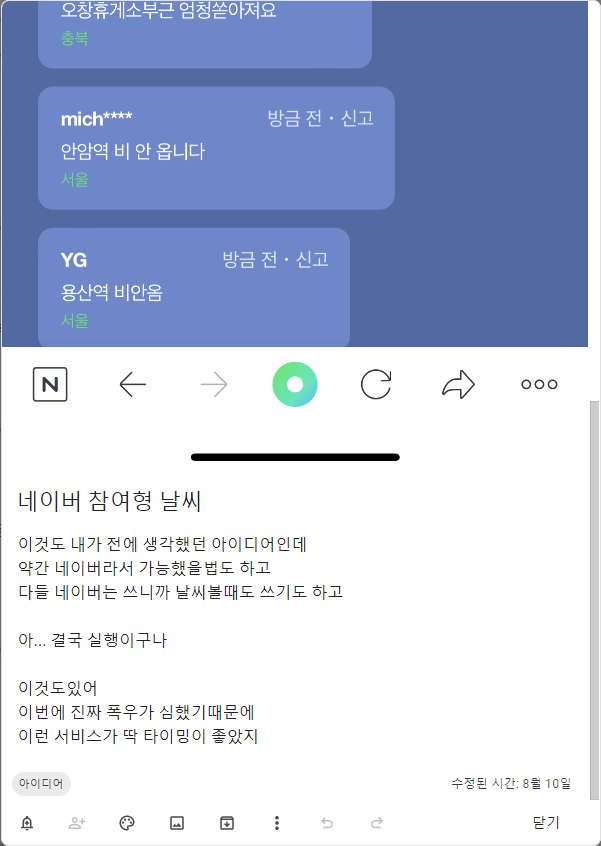 오창휴게소부근 엄청쏟아져요
충북
mich**** 방금 전 · 신고
안암역 비 안 옵니다
서울
YG 방금 전 · 신고
용산역 비안옴
서울
N
네이버 참여형 날씨
이것도 내가 전에 생각했던 아이디어인데
약간 네이버라서 가능했을법도 하고
다들 네이버는 쓰니까 날씨볼때도 쓰기도 하고
아... 결국 실행이구나
이것도있어
이번에 진짜 폭우가 심했기때문에
이런 서비스가 딱 타이밍이 좋았지
아이디어 수정된 시간: 8월 10일
닫기